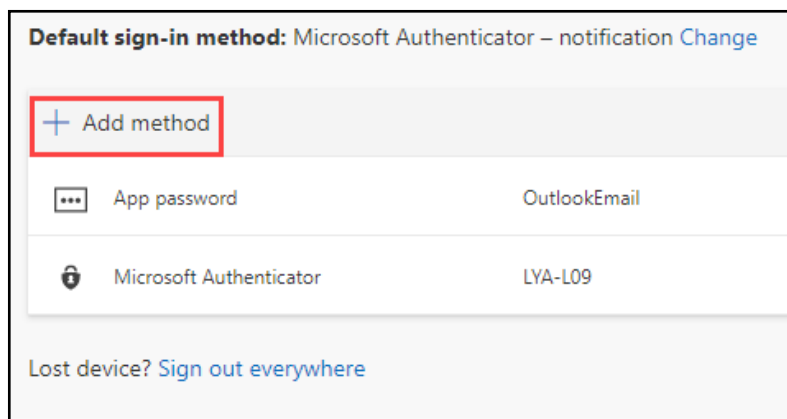 Default sign-in method: Microsoft Authenticator – notification Change
Add method
App password OutlookEmail
Microsoft Authenticator LYA-L09
Lost device? Sign out everywhere